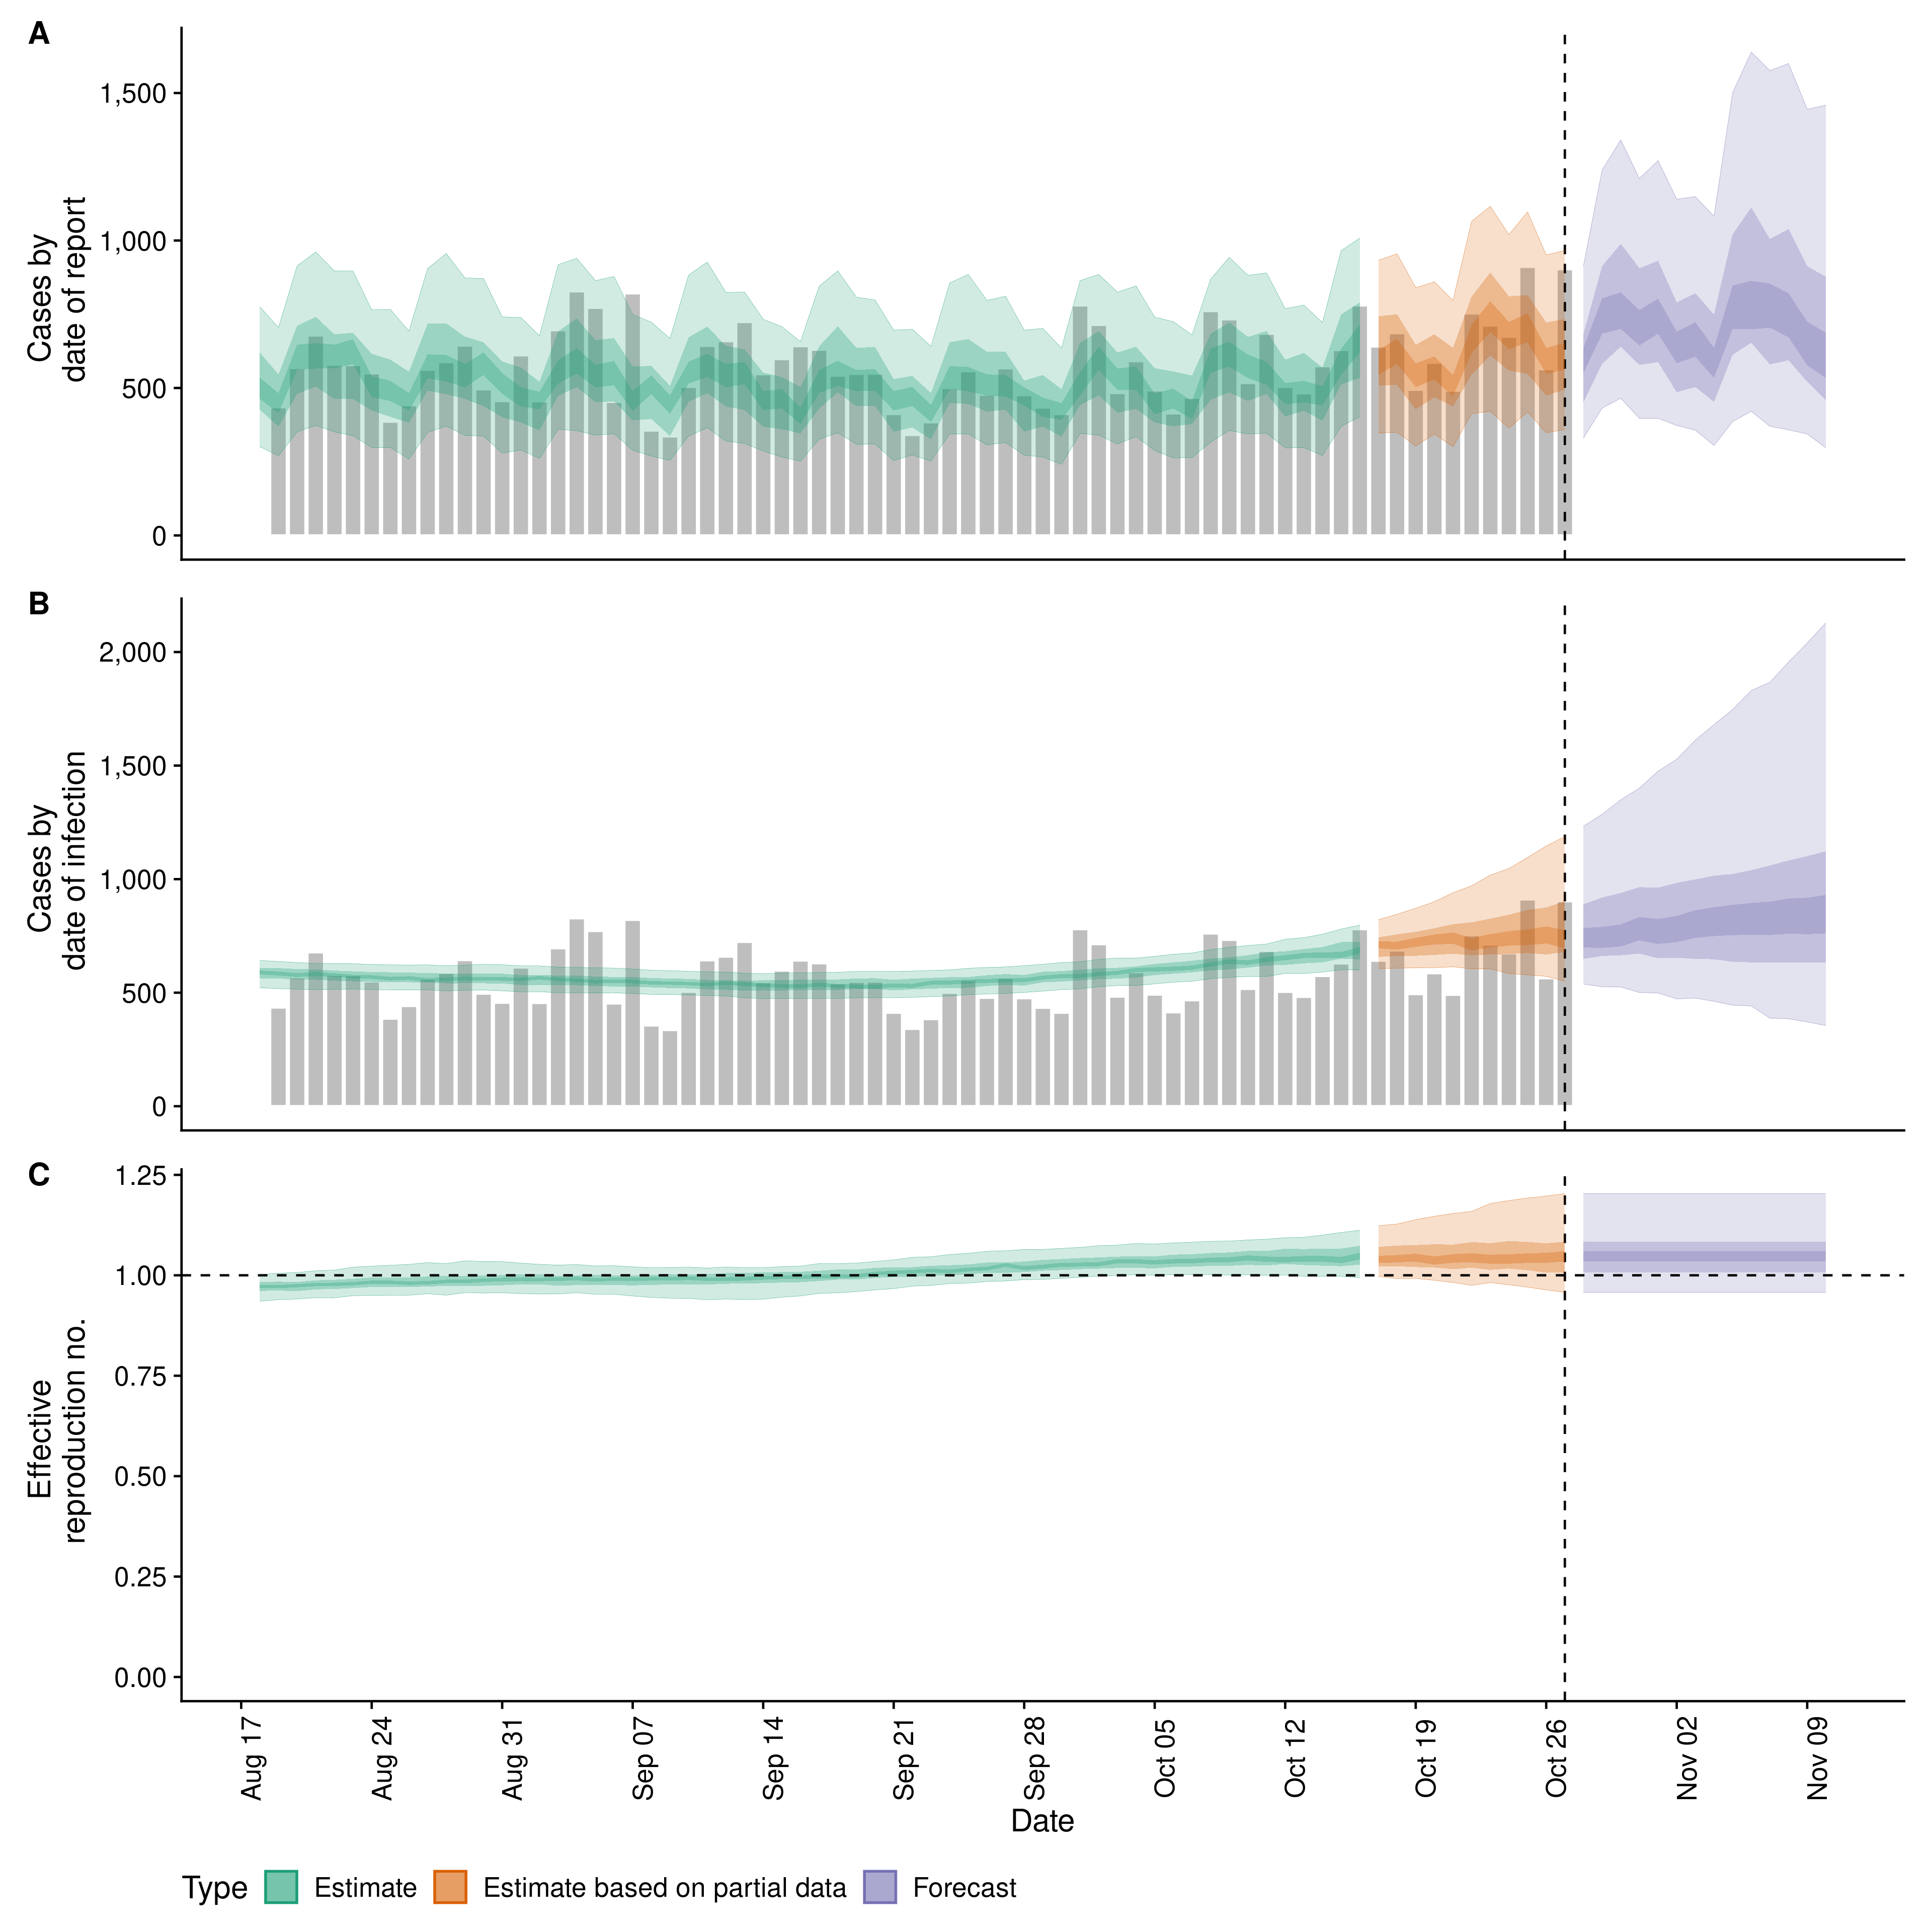 A
Cases by
date of report
1,500
1,000
500
0
B
Cases by
date of infection
2,000
1,500
1,000
500
0
C
Effective
reproduction no.
1.25
1.00
0.75
0.50
0.25
0.00
Aug 17
Aug 24
Aug 31
Sep 07
Sep 14
Sep 21
Sep 28
Oct 05
Oct 12
Oct 19
Oct 26
Nov 02
Nov 09
Date
Type Estimate Estimate based on partial data Forecast